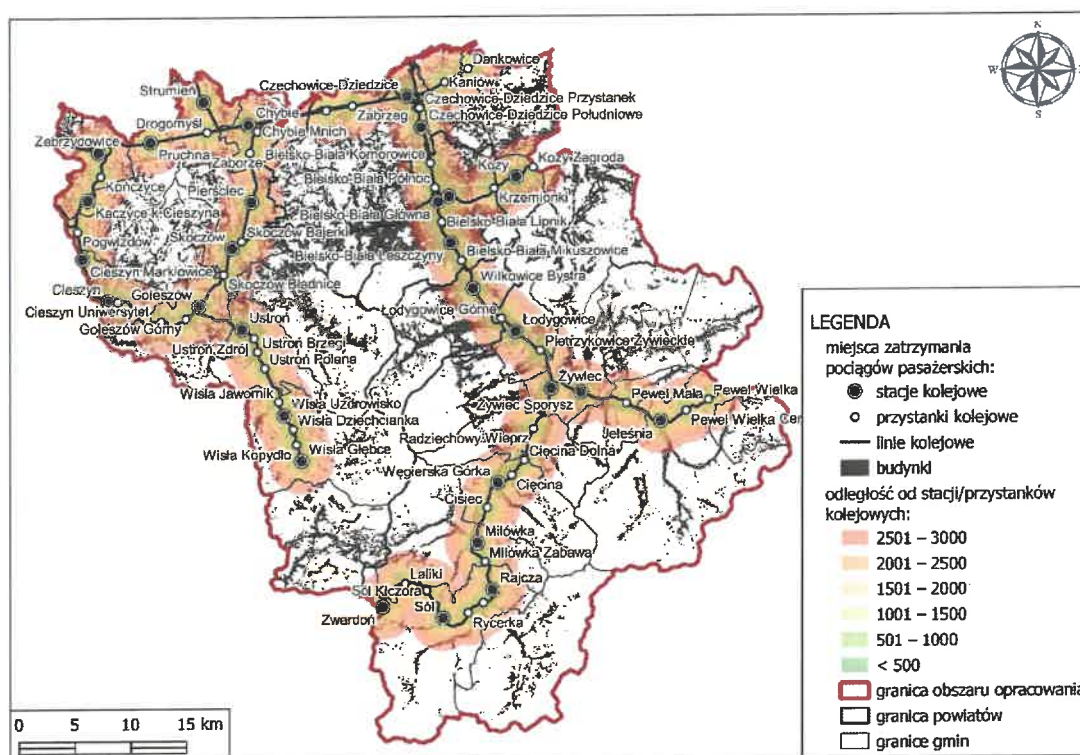 N
W
S
Dankowice
Kaniów
Czechowice-Dziedzice
Strumień
Czechowice-Dziedzice Przystanek
Zabrzeg
Czechowice-Dziedzice Południowe
Drogomyśl
Chybie
Chybie Mnich
Zebrzydowice
Pruchna
Zaborze
Bielsko-Biała Komorowice
Kozy
Kozy Zagroda
Kończyce
Pierściec
Bielsko-Biała Północ
Krzemionki
Kaczyce k.Cieszyna
Bielsko-Biała Główna
Bielsko-Biała Lipnik
Pogwizdów
Skoczów
Skoczów Bajerki
Bielsko-Biała Leszczyny
Bielsko-Biała Mikuszowice
Cieszyn Marklowice
Skoczów Bładnice
Wilkowice Bystra
Cieszyn
Goleszów
Cieszyn Uniwersytet
Goleszów Górny
Ustroń
Łodygowice Górne
Łodygowice
Ustroń Brzegi
Ustroń Zdrój
Ustroń Polana
Pietrzykowice Żywieckie
Żywiec
Wisła Jawornik
Wisła Uzdrowisko
Żywiec Sporysz
Pewel Mała
Pewel Wielka
Wisła Dziechcianka
Jeleśnia
Pewel Wielka Cen
Radziechowy Wieprz
Wisła Głębce
Cięcina Dolna
Wisła Kopydło
Węgierska Górka
Cięcina
Cisiec
Milówka
Milówka Zabawa
Laliki
Rajcza
Sól Kiczora
Sól
Zwardoń
Rycerka
0 5 10 15 km
LEGENDA
miejsca zatrzymania
pociągów pasażerskich:
stacje kolejowe
przystanki kolejowe
linie kolejowe
budynki
odległość od stacji/przystanków
kolejowych:
2501 – 3000
2001 – 2500
1501 – 2000
1001 – 1500
501 – 1000
< 500
granica obszaru opracowania
granica powiatów
granice gmin